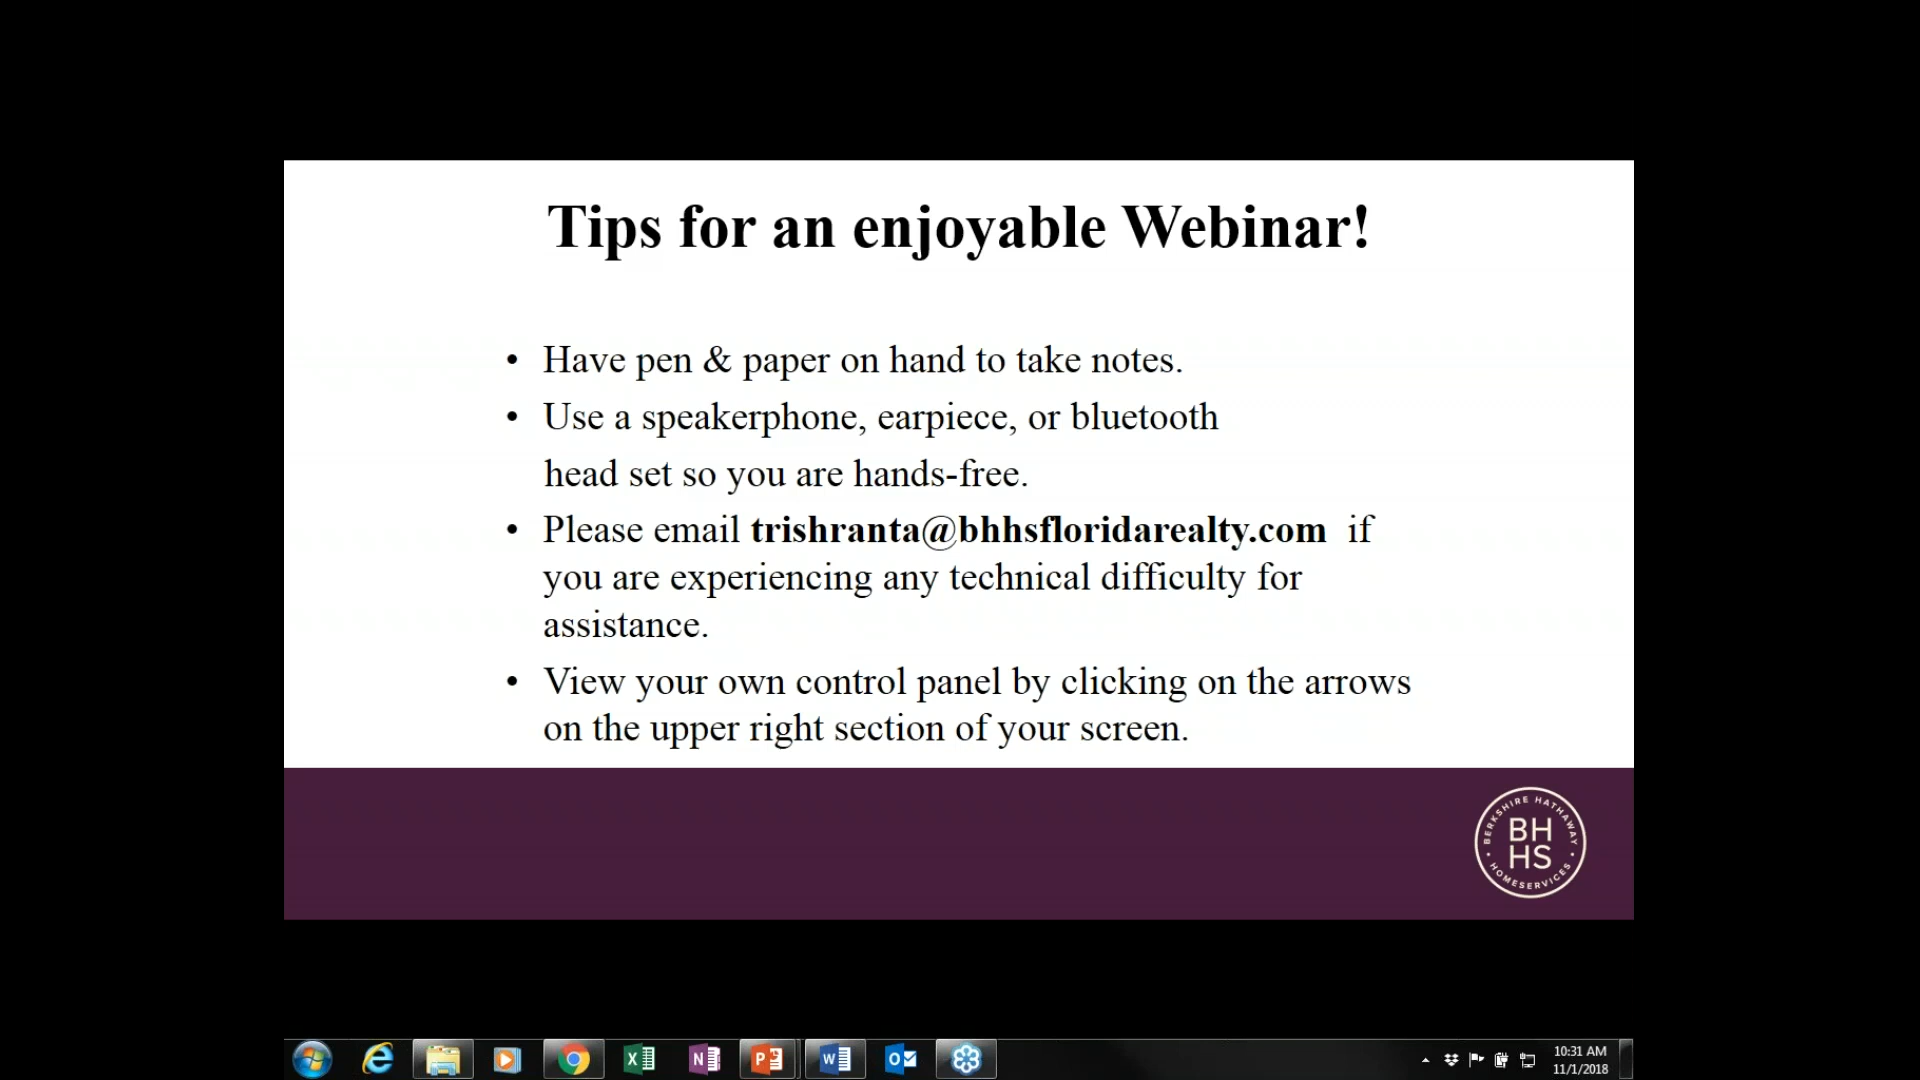 Tips for an enjoyable Webinar!
• Have pen & paper on hand to take notes.
• Use a speakerphone, earpiece, or bluetooth
head set so you are hands-free.
• Please email trishranta@bhhsfloridarealty.com if
you are experiencing any technical difficulty for
assistance.
• View your own control panel by clicking on the arrows
on the upper right section of your screen.
BERKSHIRE HATHAWAY
BH
HS
HOMESERVICES
10:31 AM
11/1/2018